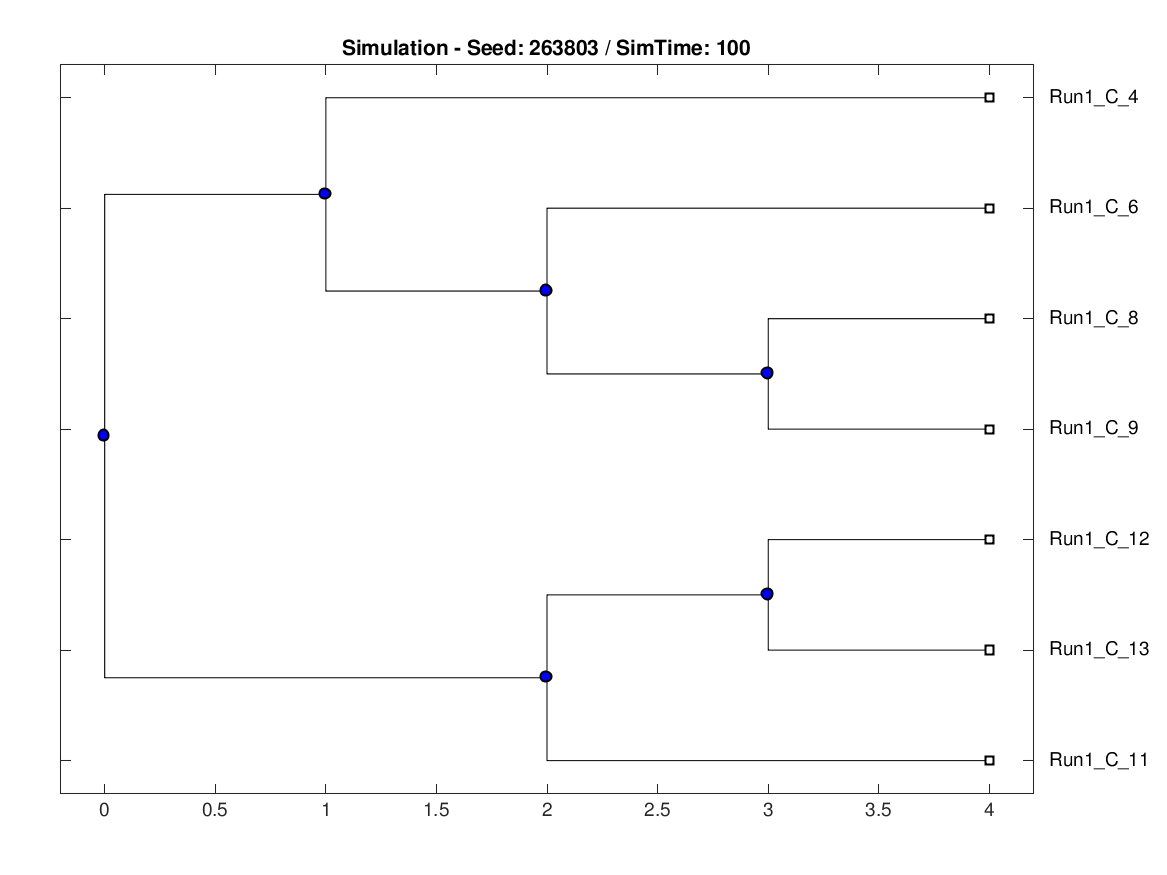 Simulation - Seed: 263803 / SimTime: 100
Run1_C_4
Run1_C_6
Run1_C_8
Run1_C_9
Run1_C_12
Run1_C_13
Run1_C_11
0 0.5 1 1.5 2 2.5 3 3.5 4